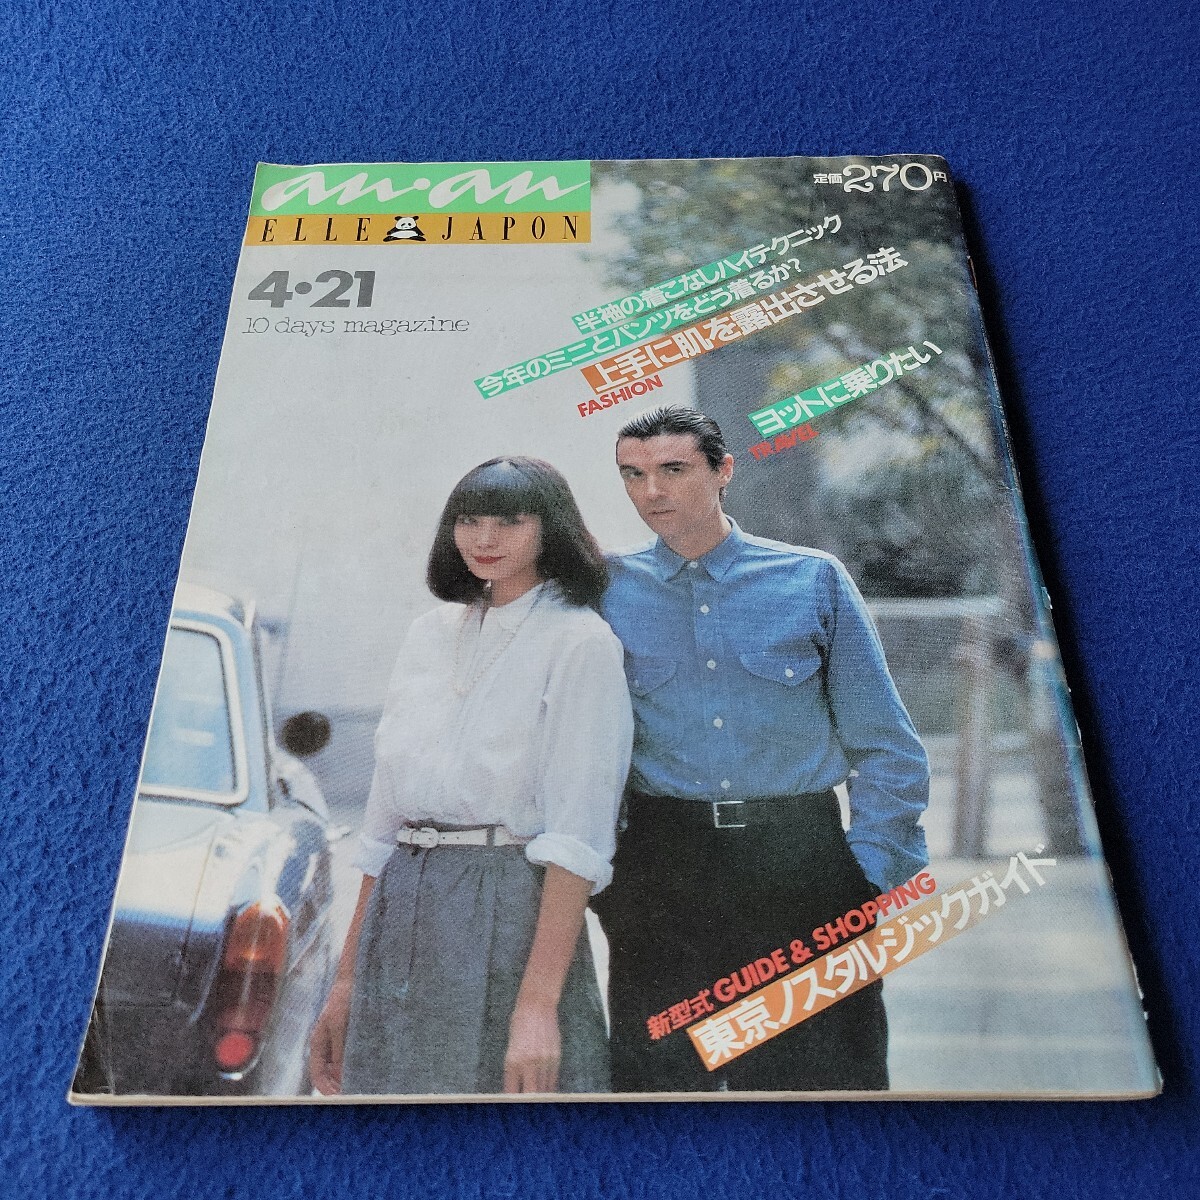 an・an
ELLE JAPON
定価270円
4・21
10 days magazine
半袖の着こなしハイテクニック
今年のミニとパンツをどう着るか?
上手に肌を露出させる法
FASHION
ヨットに乗りたい
TRAVEL
新型式GUIDE & SHOPPING
東京ノスタルジックガイド